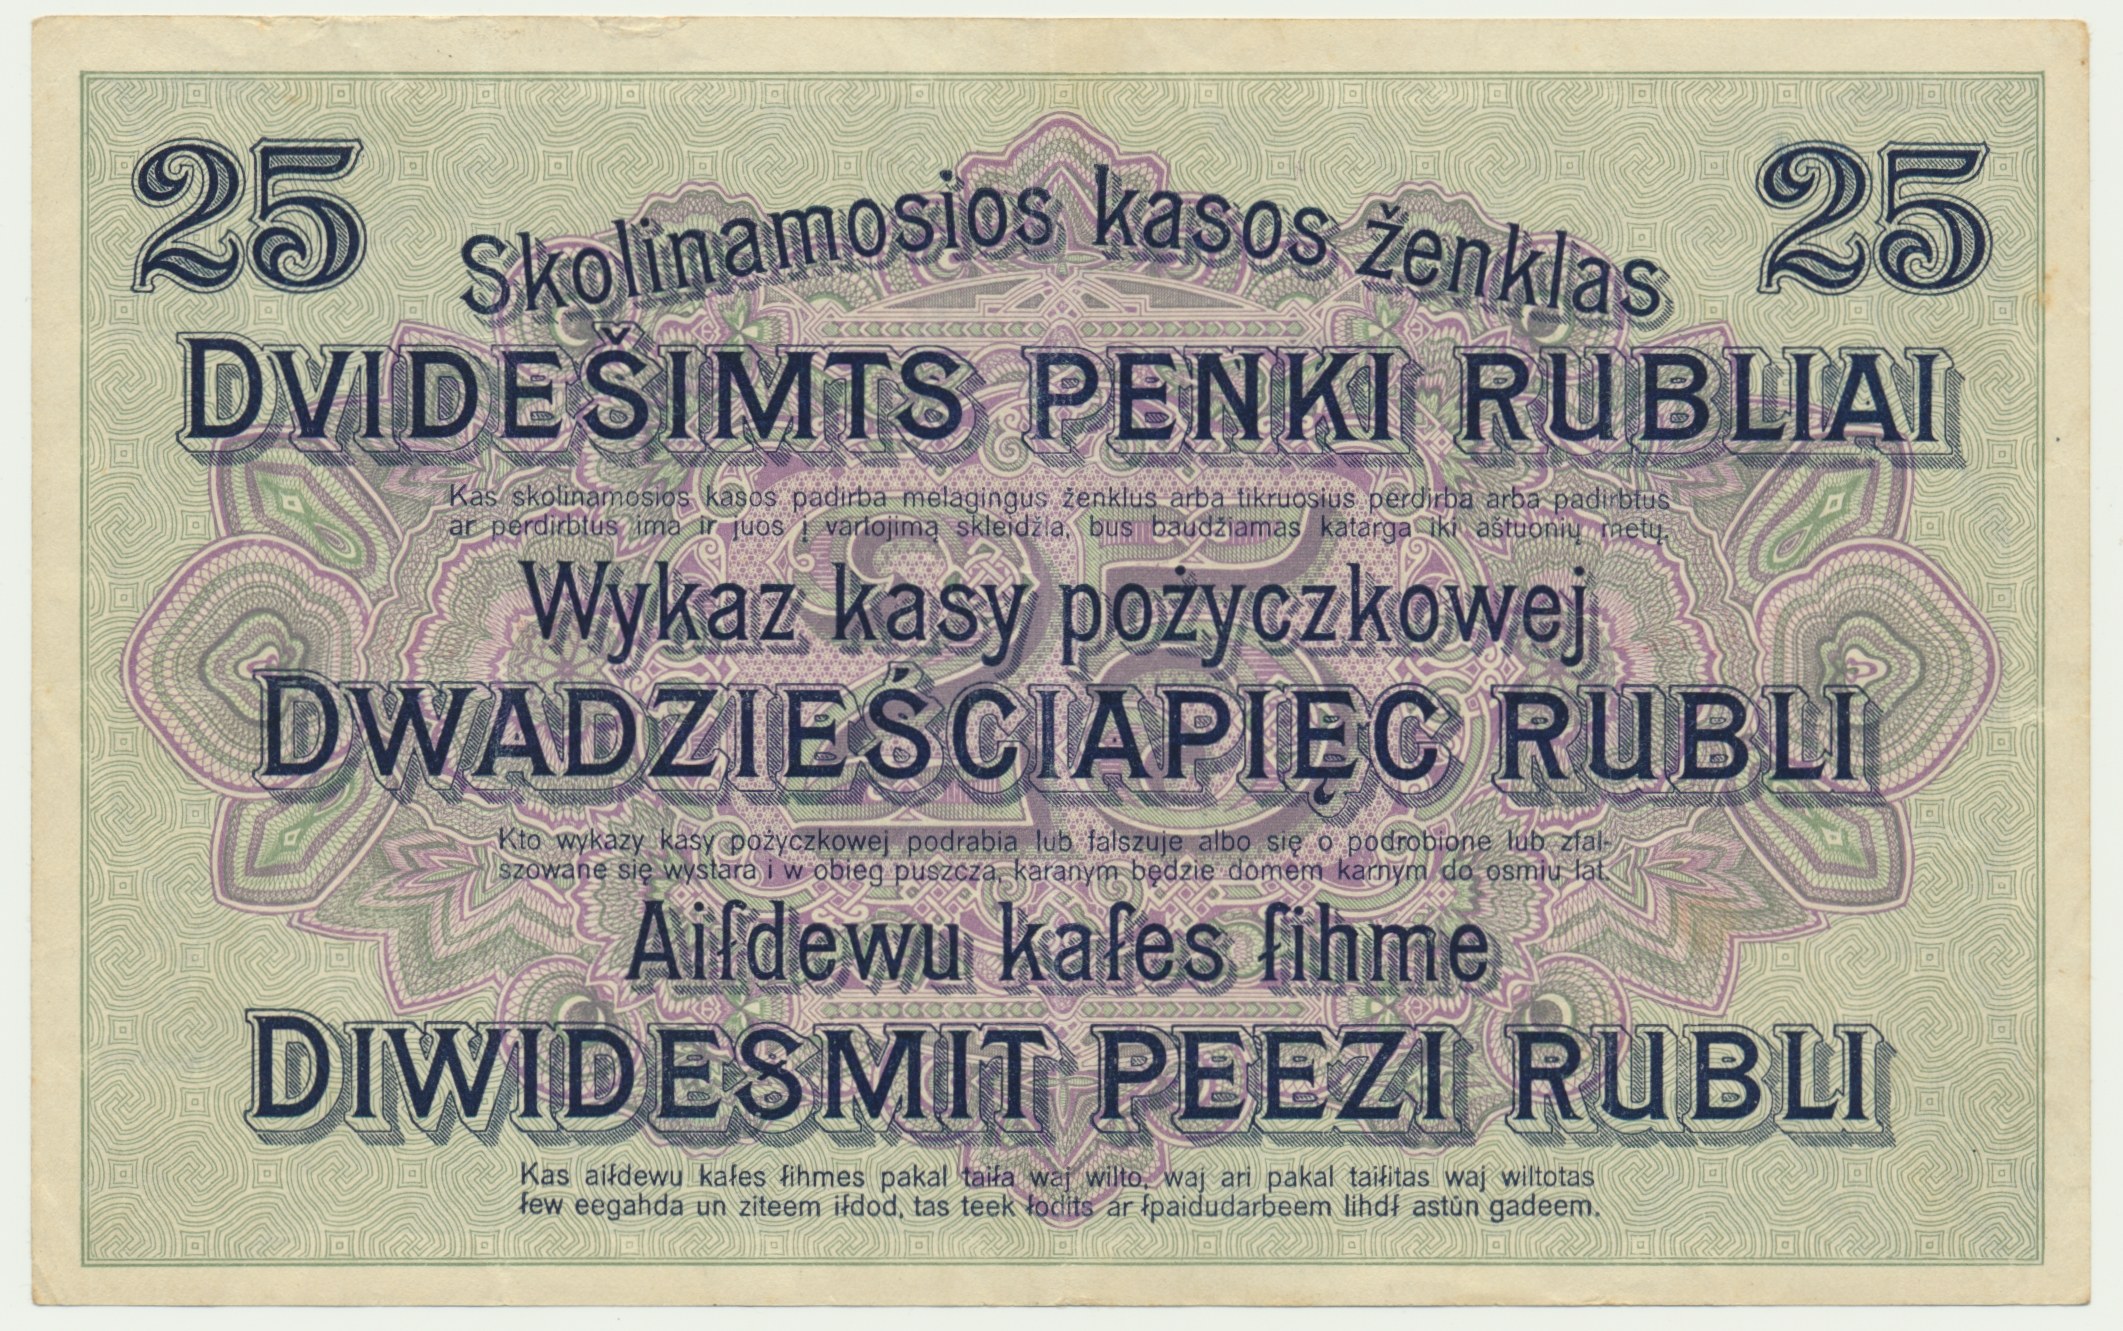 25
25
Skolinamosios kasos ženklas
DVIDEŠIMTS PENKI RUBLIAI
Kas skolinamosios kasos padirba melagingus ženklus arba tikruosius perdirba arba padirbtus
ar perdirbtus ima ir juos į vartojimą skleidžia, bus baudžiamas katarga iki aštuonių metų.
Wykaz kasy pożyczkowej
25
DWADZIEŚCIAPIĘC RUBLI
Kto wykazy kasy pożyczkowej podrabia lub falszuje albo się o podrobione lub zfal-
szowane się wystara i w obieg puszcza, karanym będzie domem karnym do osmiu lat.
Aiſdewu kaſes ſihme
DIWIDESMIT PEEZI RUBLI
Kas aiſdewu kaſes ſihmes pakal taiſa waj wilto, waj ari pakal taiſitas waj wiltotas
ſew eegahda un ziteem iſdod, tas teek ſodits ar ſpaidudarbeem lihdſ astūn gadeem.